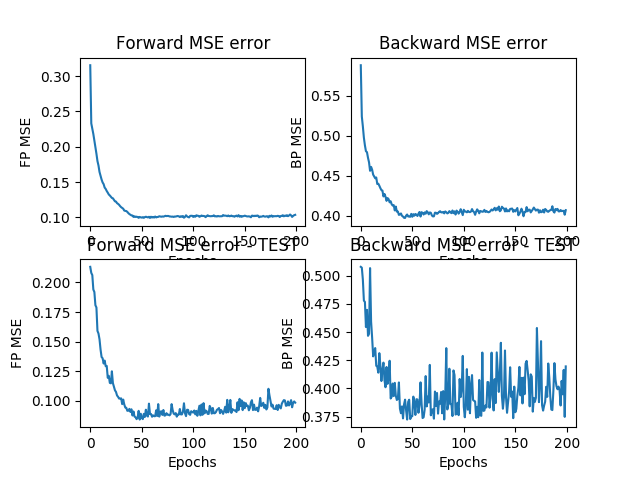 Forward MSE error
Backward MSE error
0.30
0.25
0.20
0.15
0.10
FP MSE
0.55
0.50
0.45
0.40
BP MSE
0 50 100 150 200
Epochs
0 50 100 150 200
Epochs
Forward MSE error - TEST
Backward MSE error - TEST
0.200
0.175
0.150
0.125
0.100
FP MSE
0.500
0.475
0.450
0.425
0.400
0.375
BP MSE
0 50 100 150 200
Epochs
0 50 100 150 200
Epochs